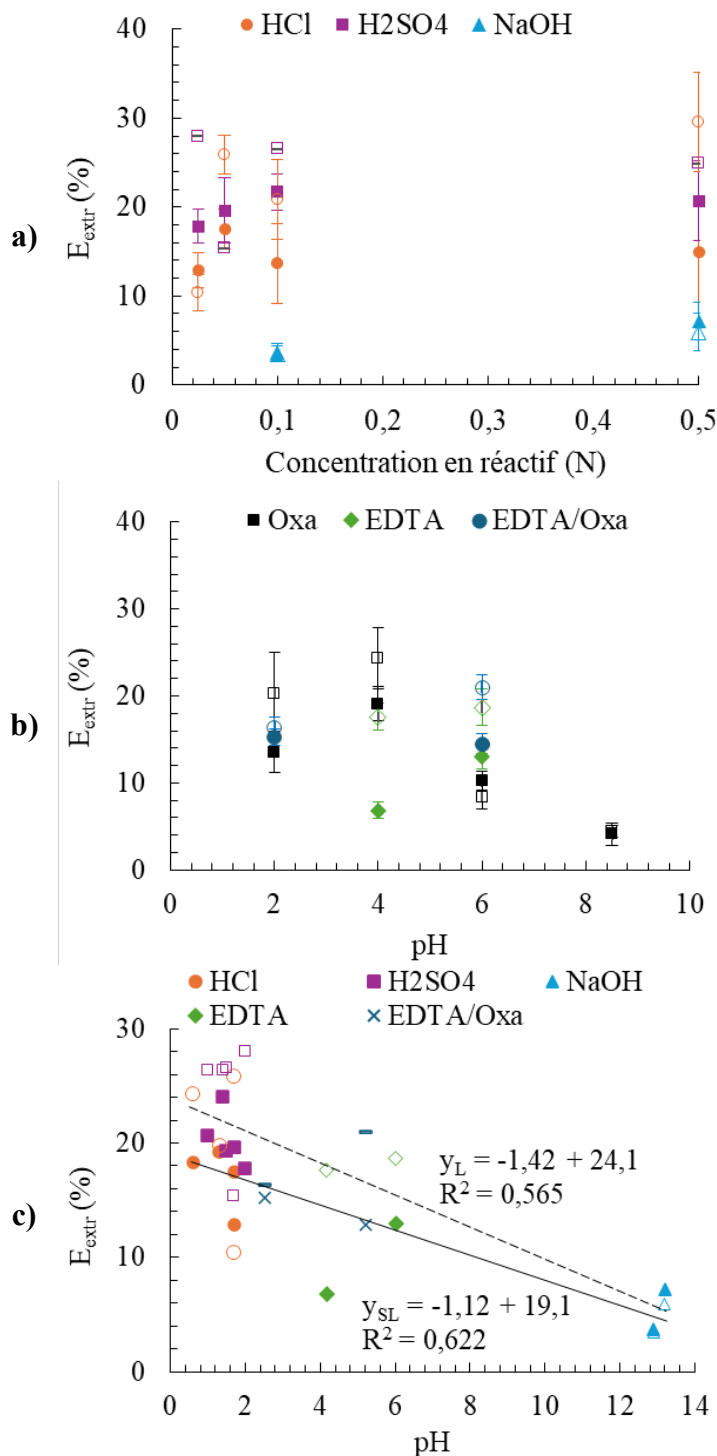 HCl H2SO4 NaOH
40
30
20
10
0
E_extr (%)
a)
0 0,1 0,2 0,3 0,4 0,5
Concentration en réactif (N)
Oxa EDTA EDTA/Oxa
40
30
20
10
0
E_extr (%)
b)
0 2 4 6 8 10
pH
HCl H2SO4 NaOH
EDTA EDTA/Oxa
30
20
10
0
E_extr (%)
c)
y_L = -1,42 + 24,1
R² = 0,565
y_SL = -1,12 + 19,1
R² = 0,622
0 2 4 6 8 10 12 14
pH